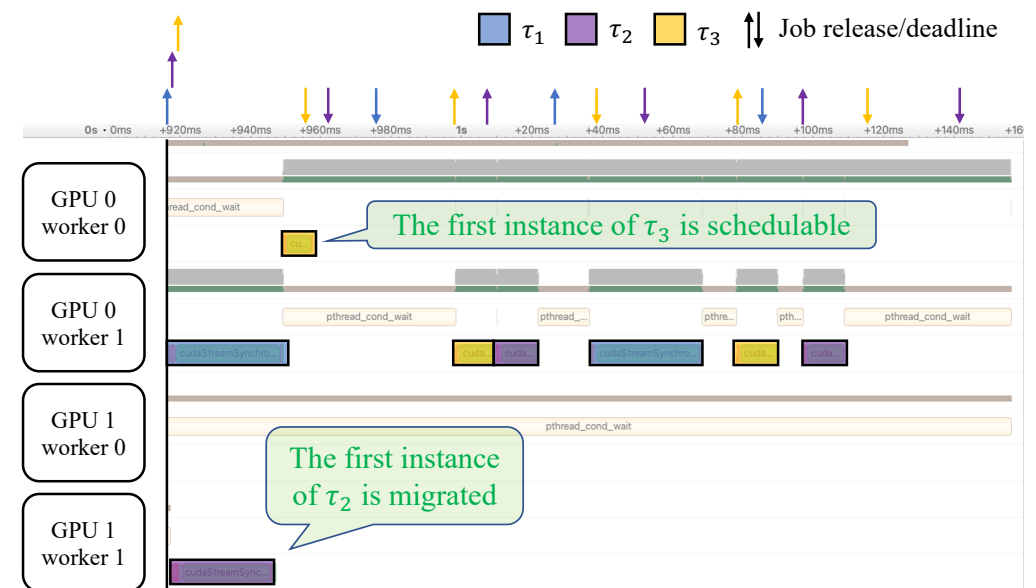 τ₁ τ₂ τ₃ Job release/deadline
0s • 0ms +920ms +940ms +960ms +980ms 1s +20ms +40ms +60ms +80ms +100ms +120ms +140ms +16
GPU 0
worker 0
read_cond_wait
cu...
The first instance of τ₃ is schedulable
GPU 0
worker 1
pthread_cond_wait pthread_... pthre... pth... pthread_cond_wait
cudaStreamSynchro... cuda... cuda... cudaStreamSynchro... cuda... cuda...
GPU 1
worker 0
pthread_cond_wait
The first instance
of τ₂ is migrated
GPU 1
worker 1
cudaStreamSync...